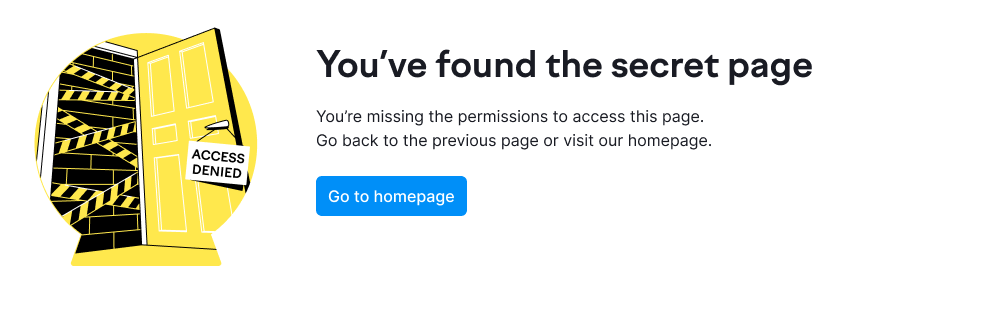 You’ve found the secret page
You’re missing the permissions to access this page.
Go back to the previous page or visit our homepage.
Go to homepage
ACCESS
DENIED